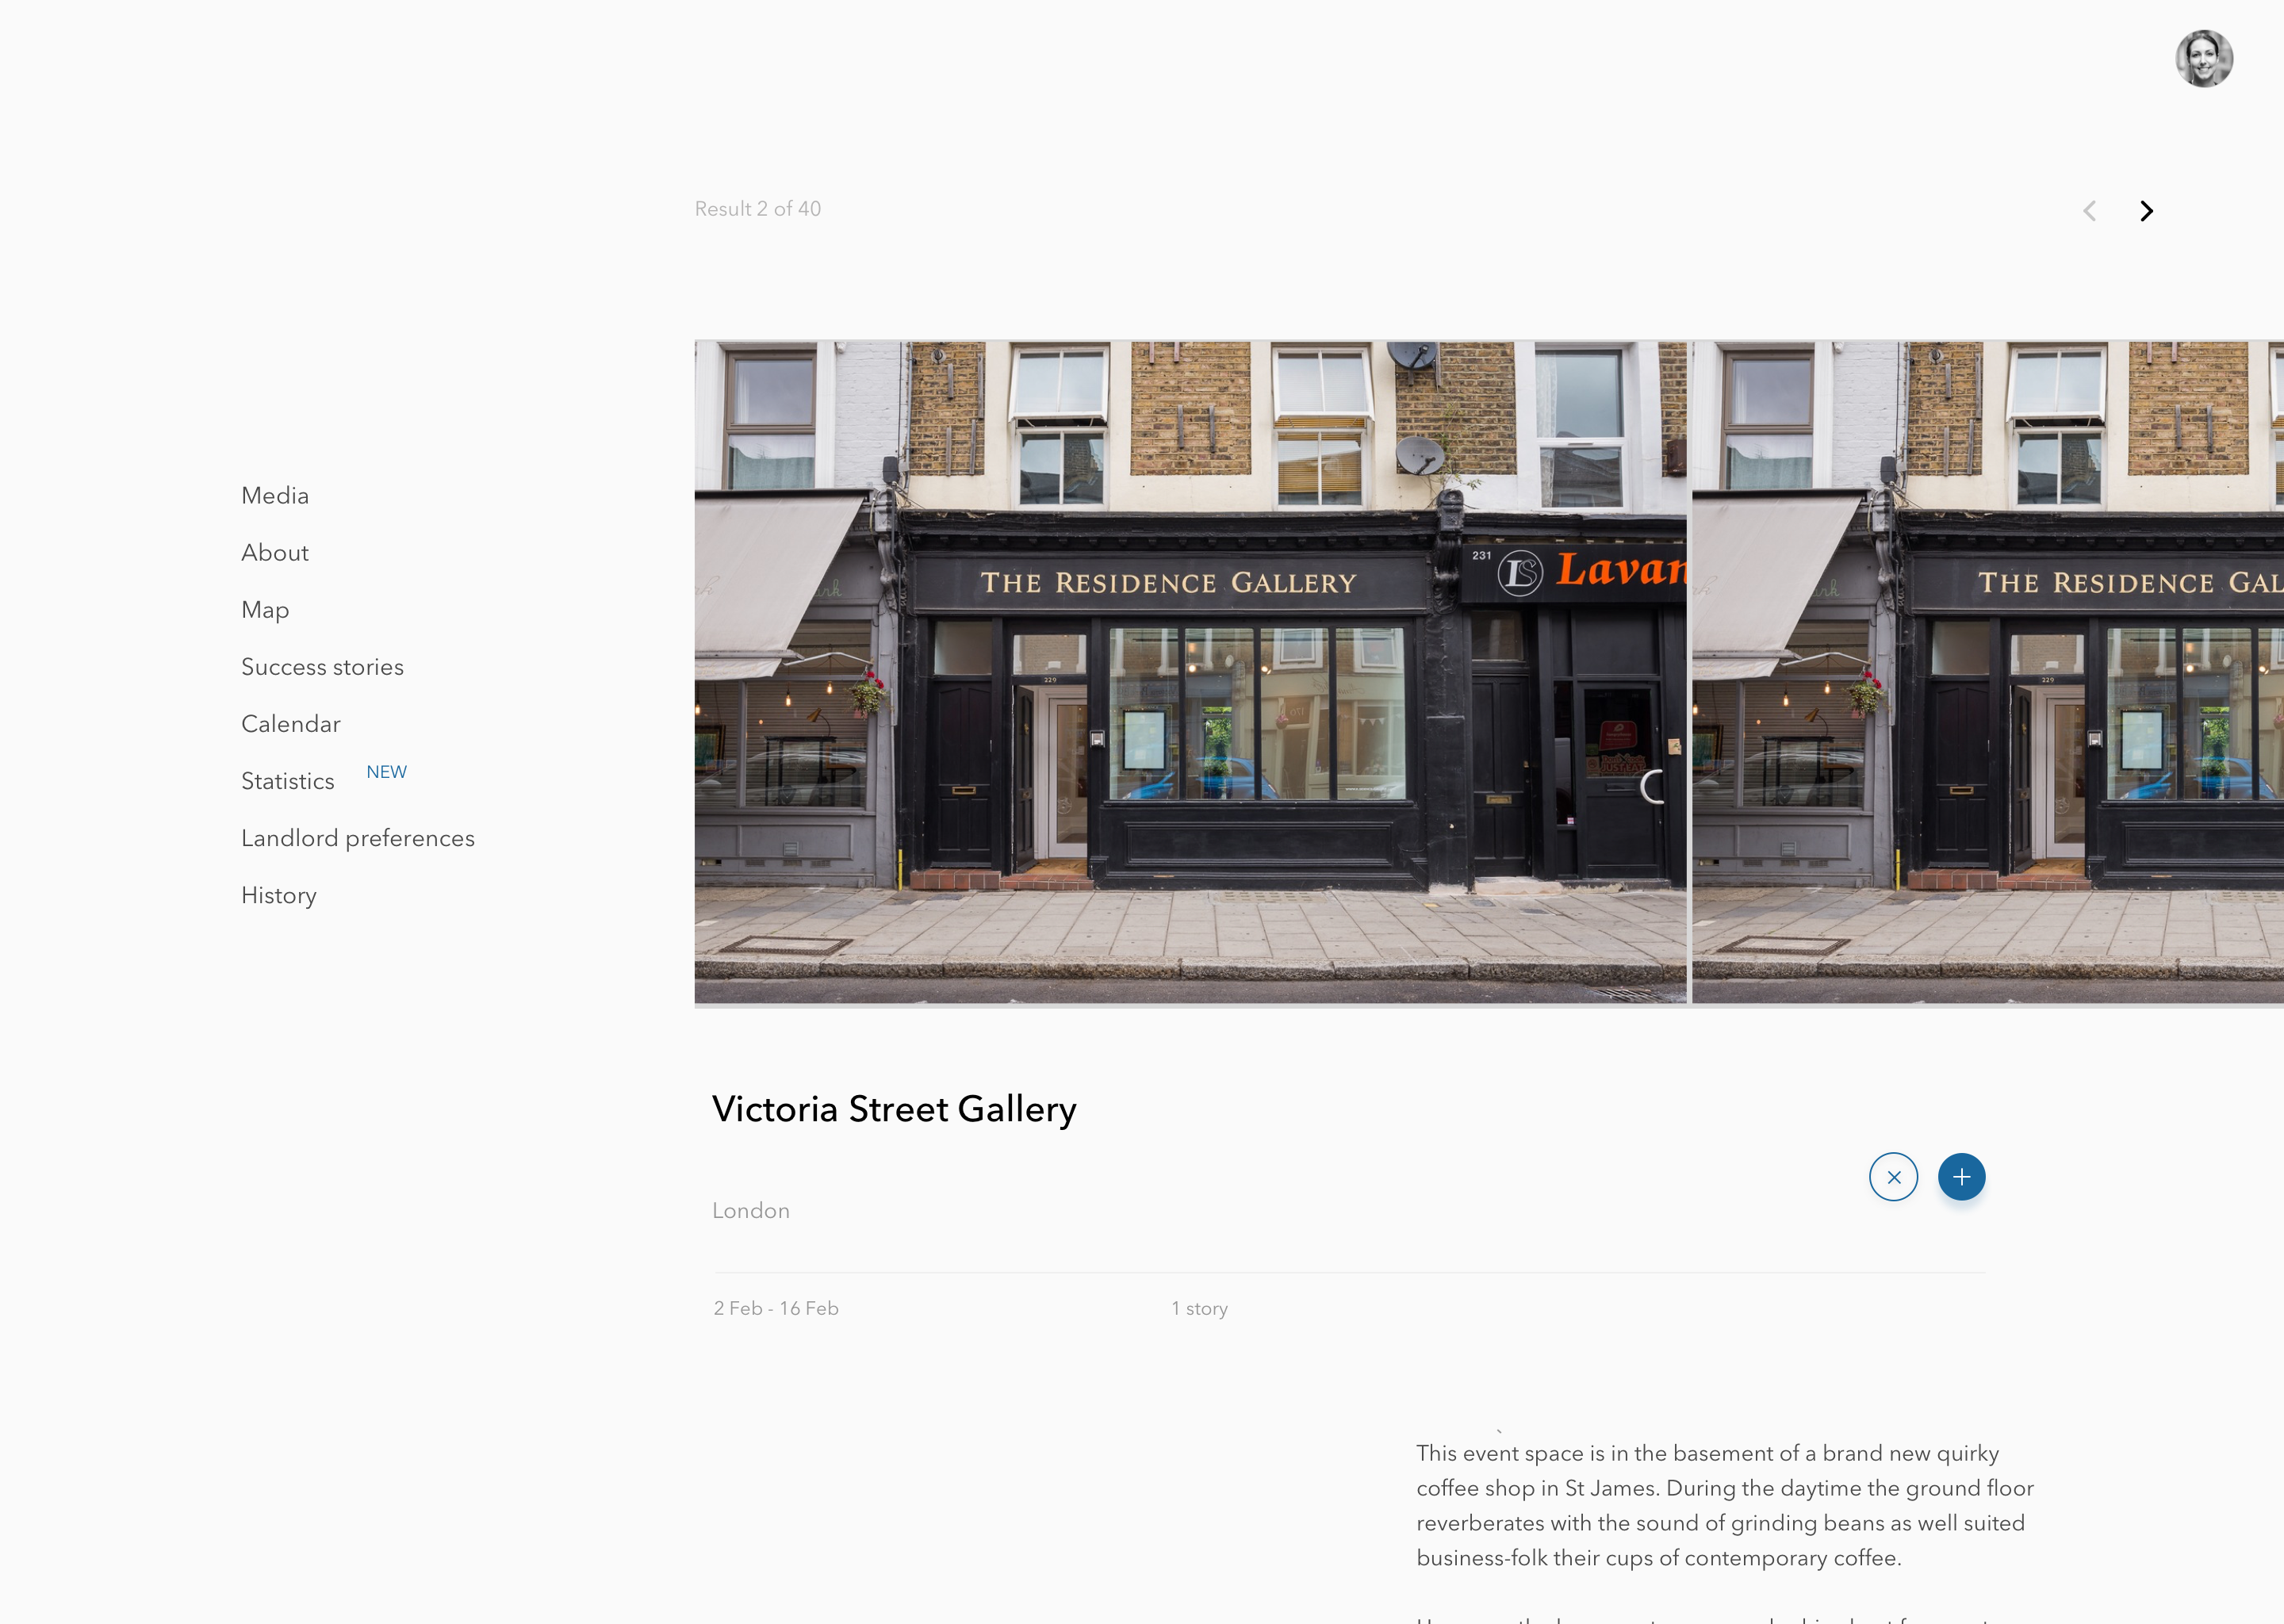 Result 2 of 40
Media
About
Map
Success stories
Calendar
Statistics NEW
Landlord preferences
History
THE RESIDENCE GALLERY
231 LS Lavan
229
THE RESIDENCE GAL
229
Victoria Street Gallery
London
2 Feb - 16 Feb
1 story
This event space is in the basement of a brand new quirky
coffee shop in St James. During the daytime the ground floor
reverberates with the sound of grinding beans as well suited
business-folk their cups of contemporary coffee.